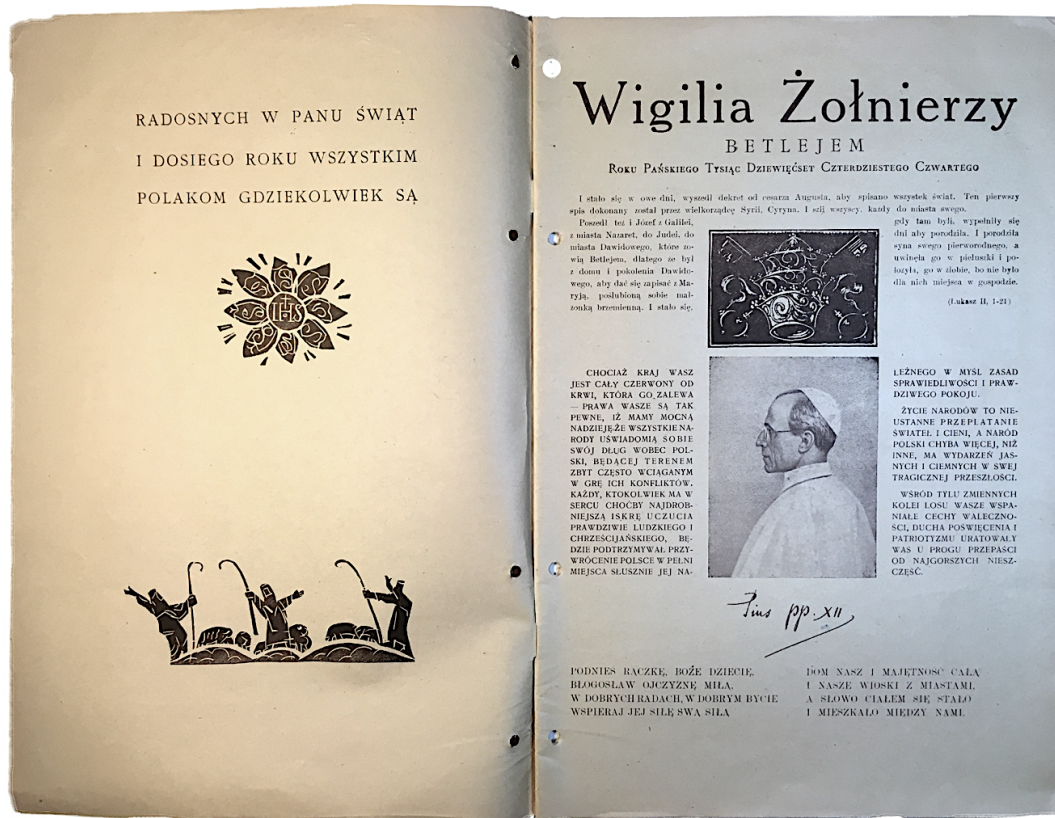 RADOSNYCH W PANU ŚWIĄT
I DOSIEGO ROKU WSZYSTKIM
POLAKOM GDZIEKOLWIEK SĄ
IHS
Wigilia Żołnierzy
BETLEJEM
Roku Pańskiego Tysiąc Dziewięćset Czterdziestego Czwartego
I stało się w owe dni, wyszedł dekret od cesarza Augusta, aby spisano wszystek świat. Ten pierwszy
spis dokonany został przez wielkorządcę Syrii, Cyryna. I szli wszyscy, każdy do miasta swego.
Poszedł też i Józef z Galilei,
z miasta Nazaret, do Judei, do
miasta Dawidowego, które zo-
wią Betlejem, dlatego że był
z domu i pokolenia Dawido-
wego, aby dać się zapisać z Ma-
ryją, poślubioną sobie mał-
żonką brzemienną. I stało się,
gdy tam byli, wypełniły się
dni aby porodziła. I porodziła
syna swego pierworodnego, a
uwinęła go w pieluszki i po-
łożyła, go w żłobie, bo nie było
dla nich miejsca w gospodzie.
(Łukasz II, 1-21)
CHOCIAŻ KRAJ WASZ
JEST CAŁY CZERWONY OD
KRWI, KTÓRA GO ZALEWA
— PRAWA WASZE SĄ TAK
PEWNE, IŻ MAMY MOCNĄ
NADZIEJĘ,ŻE WSZYSTKIE NA-
RODY UŚWIADOMIĄ SOBIE
SWÓJ DŁUG WOBEC POL-
SKI, BĘDĄCEJ TERENEM
ZBYT CZĘSTO WCIĄGANYM
W GRĘ ICH KONFLIKTÓW.
KAŻDY, KTOKOLWIEK MA W
SERCU CHOĆBY NAJDROB-
NIEJSZĄ ISKRĘ UCZUCIA
PRAWDZIWIE LUDZKIEGO I
CHRZEŚCIJAŃSKIEGO, BĘ-
DZIE PODTRZYMYWAŁ PRZY-
WRÓCENIE POLSCE W PEŁNI
MIEJSCA SŁUSZNIE JEJ NA-
LEŻNEGO W MYŚL ZASAD
SPRAWIEDLIWOŚCI I PRAW-
DZIWEGO POKOJU.
ŻYCIE NARODÓW TO NIE-
USTANNE PRZEPLATANIE
ŚWIATEŁ I CIENI, A NARÓD
POLSKI CHYBA WIĘCEJ, NIŻ
INNE, MA WYDARZEŃ JAS-
NYCH I CIEMNYCH W SWEJ
TRAGICZNEJ PRZESZŁOŚCI.
WŚRÓD TYLU ZMIENNYCH
KOLEI LOSU WASZE WSPA-
NIAŁE CECHY WALECZNO-
ŚCI, DUCHA POŚWIĘCENIA I
PATRIOTYZMU URATOWAŁY
WAS U PROGU PRZEPAŚCI
OD NAJGORSZYCH NIESZ-
CZĘŚĆ.
Pius pp. XII
PODNIEŚ RĄCZKĘ, BOŻE DZIECIĘ,
BŁOGOSŁAW OJCZYZNĘ MIŁĄ,
W DOBRYCH RADACH, W DOBRYM BYCIE
WSPIERAJ JEJ SIŁĘ SWĄ SIŁĄ
DOM NASZ I MAJĘTNOŚĆ CAŁĄ
I NASZE WIOSKI Z MIASTAMI.
A SŁOWO CIAŁEM SIĘ STAŁO
I MIESZKAŁO MIĘDZY NAMI.